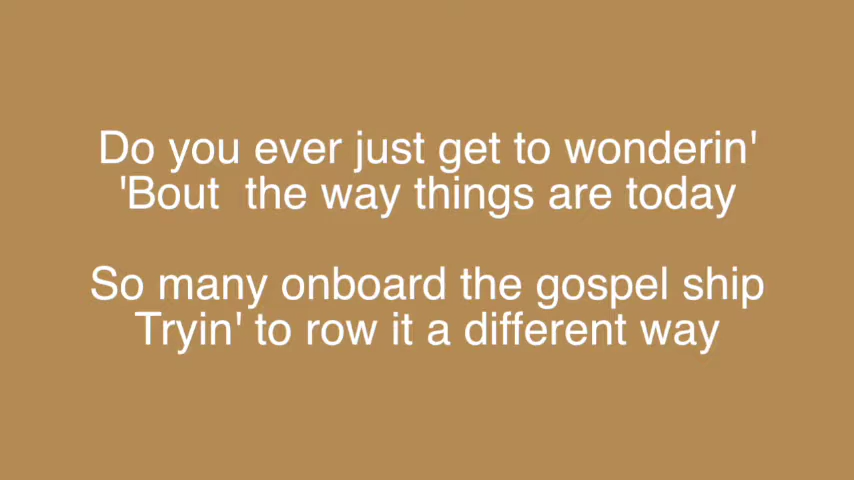 Do you ever just get to wonderin'
'Bout  the way things are today
So many onboard the gospel ship
Tryin' to row it a different way